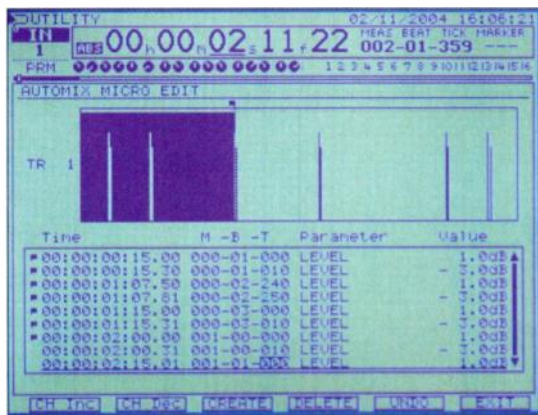 UTILITY 02/11/2004 16:06:21
IN 1 ABS 00h00m02s11f22 MEAS BEAT TICK MARKER
002-01-359 ---
PRM 1 2 3 4 5 6 7 8 9 10 11 12 13 14 15 16
AUTOMIX MICRO EDIT
TR 1
Time M -B -T Parameter Value
00:00:00:15.00 000-01-000 LEVEL 1.0dB
00:00:00:15.30 000-01-010 LEVEL - 3.0dB
00:00:01:07.50 000-02-240 LEVEL 1.0dB
00:00:01:07.81 000-02-250 LEVEL - 3.0dB
00:00:01:15.00 000-03-000 LEVEL 1.0dB
00:00:01:15.31 000-03-010 LEVEL - 3.0dB
00:00:02:00.00 001-00-000 LEVEL 1.0dB
00:00:02:00.31 001-00-010 LEVEL - 3.0dB
00:00:02:15.01 001-01-000 LEVEL 1.0dB
CH Inc CH Dec CREATE DELETE UNDO EXIT